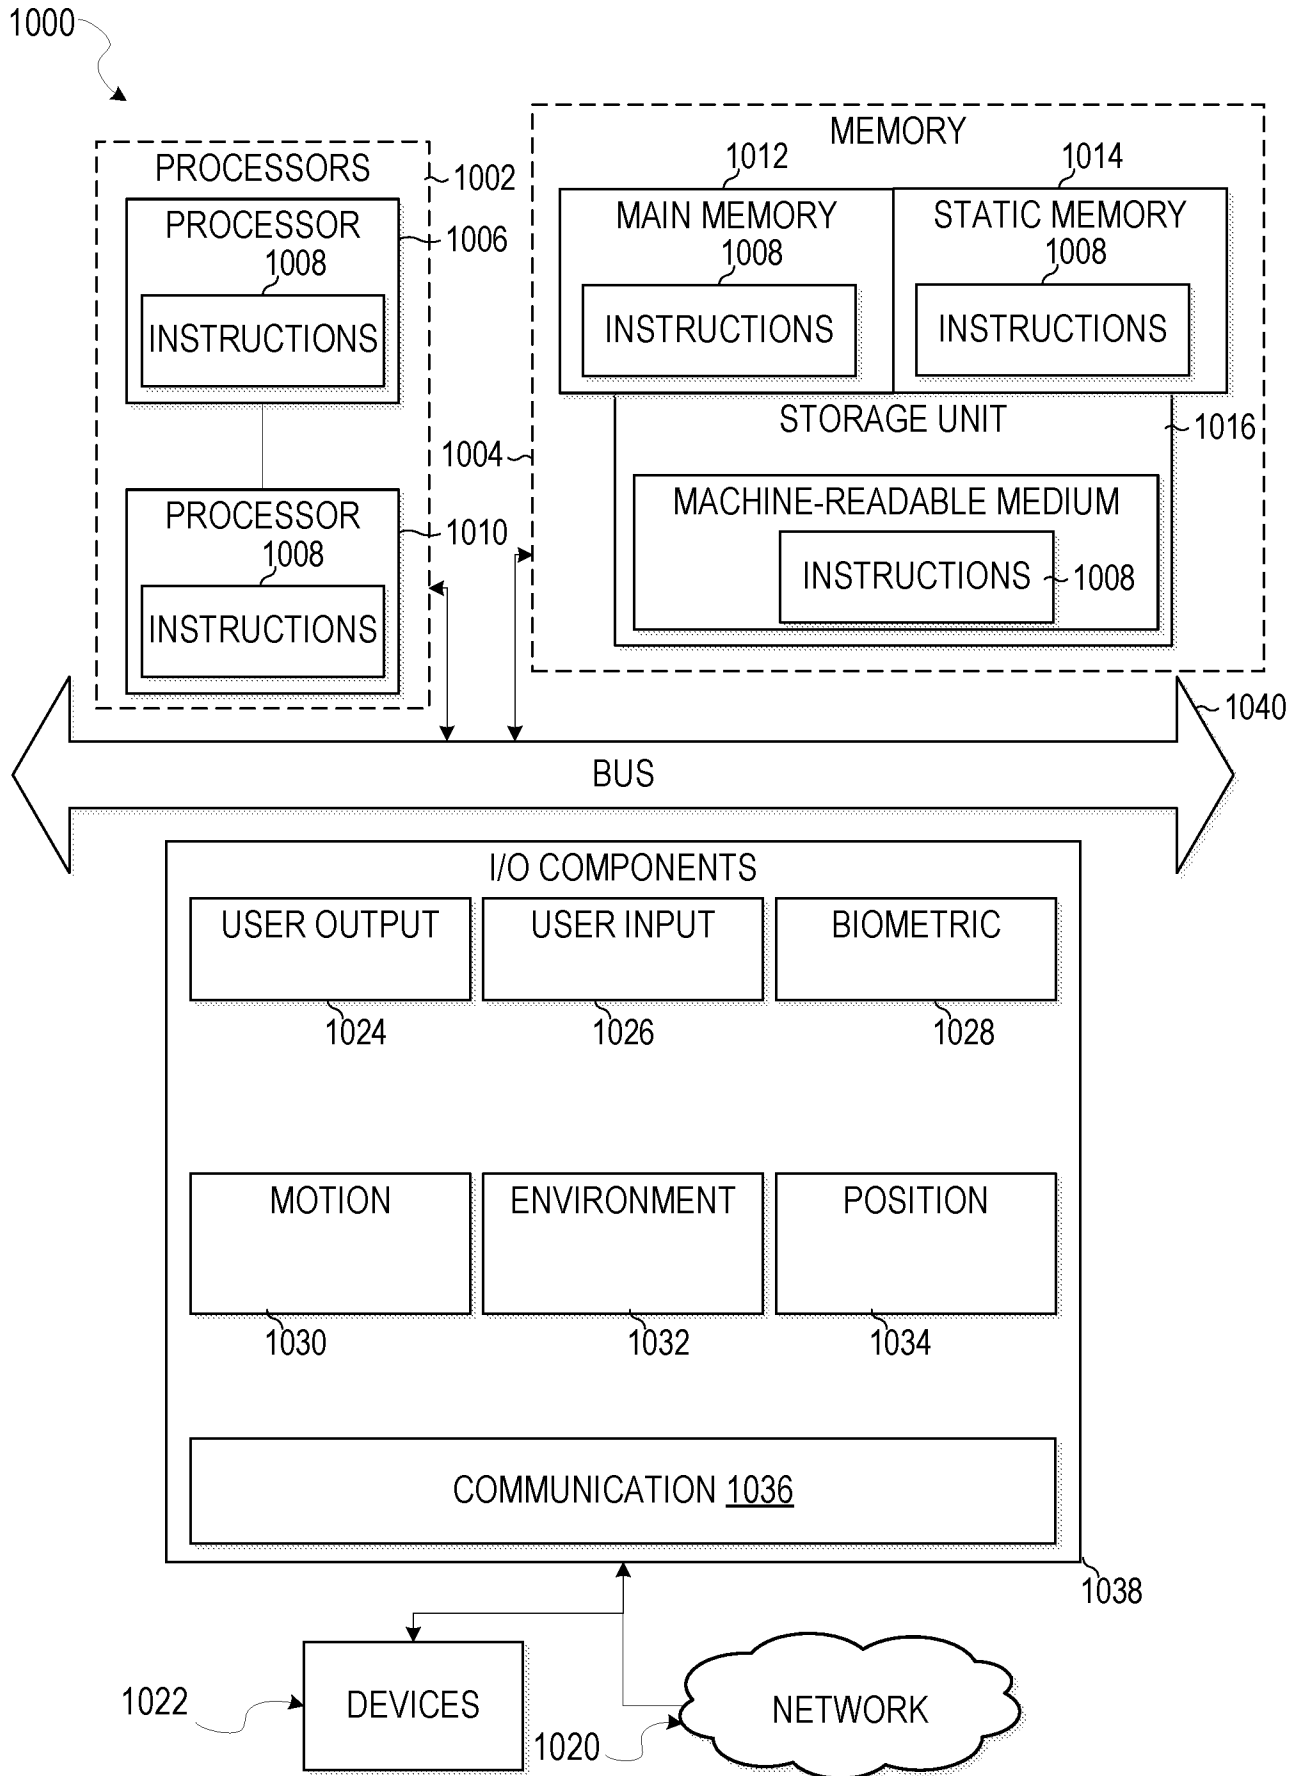 1000
PROCESSORS
1002
PROCESSOR
1006
1008
INSTRUCTIONS
PROCESSOR
1010
1008
INSTRUCTIONS
MEMORY
1004
1012
1014
MAIN MEMORY
STATIC MEMORY
1008
1008
INSTRUCTIONS
INSTRUCTIONS
STORAGE UNIT
1016
MACHINE-READABLE MEDIUM
INSTRUCTIONS
1008
1040
BUS
I/O COMPONENTS
USER OUTPUT
USER INPUT
BIOMETRIC
1024
1026
1028
MOTION
ENVIRONMENT
POSITION
1030
1032
1034
COMMUNICATION 1036
1038
1022
DEVICES
1020
NETWORK